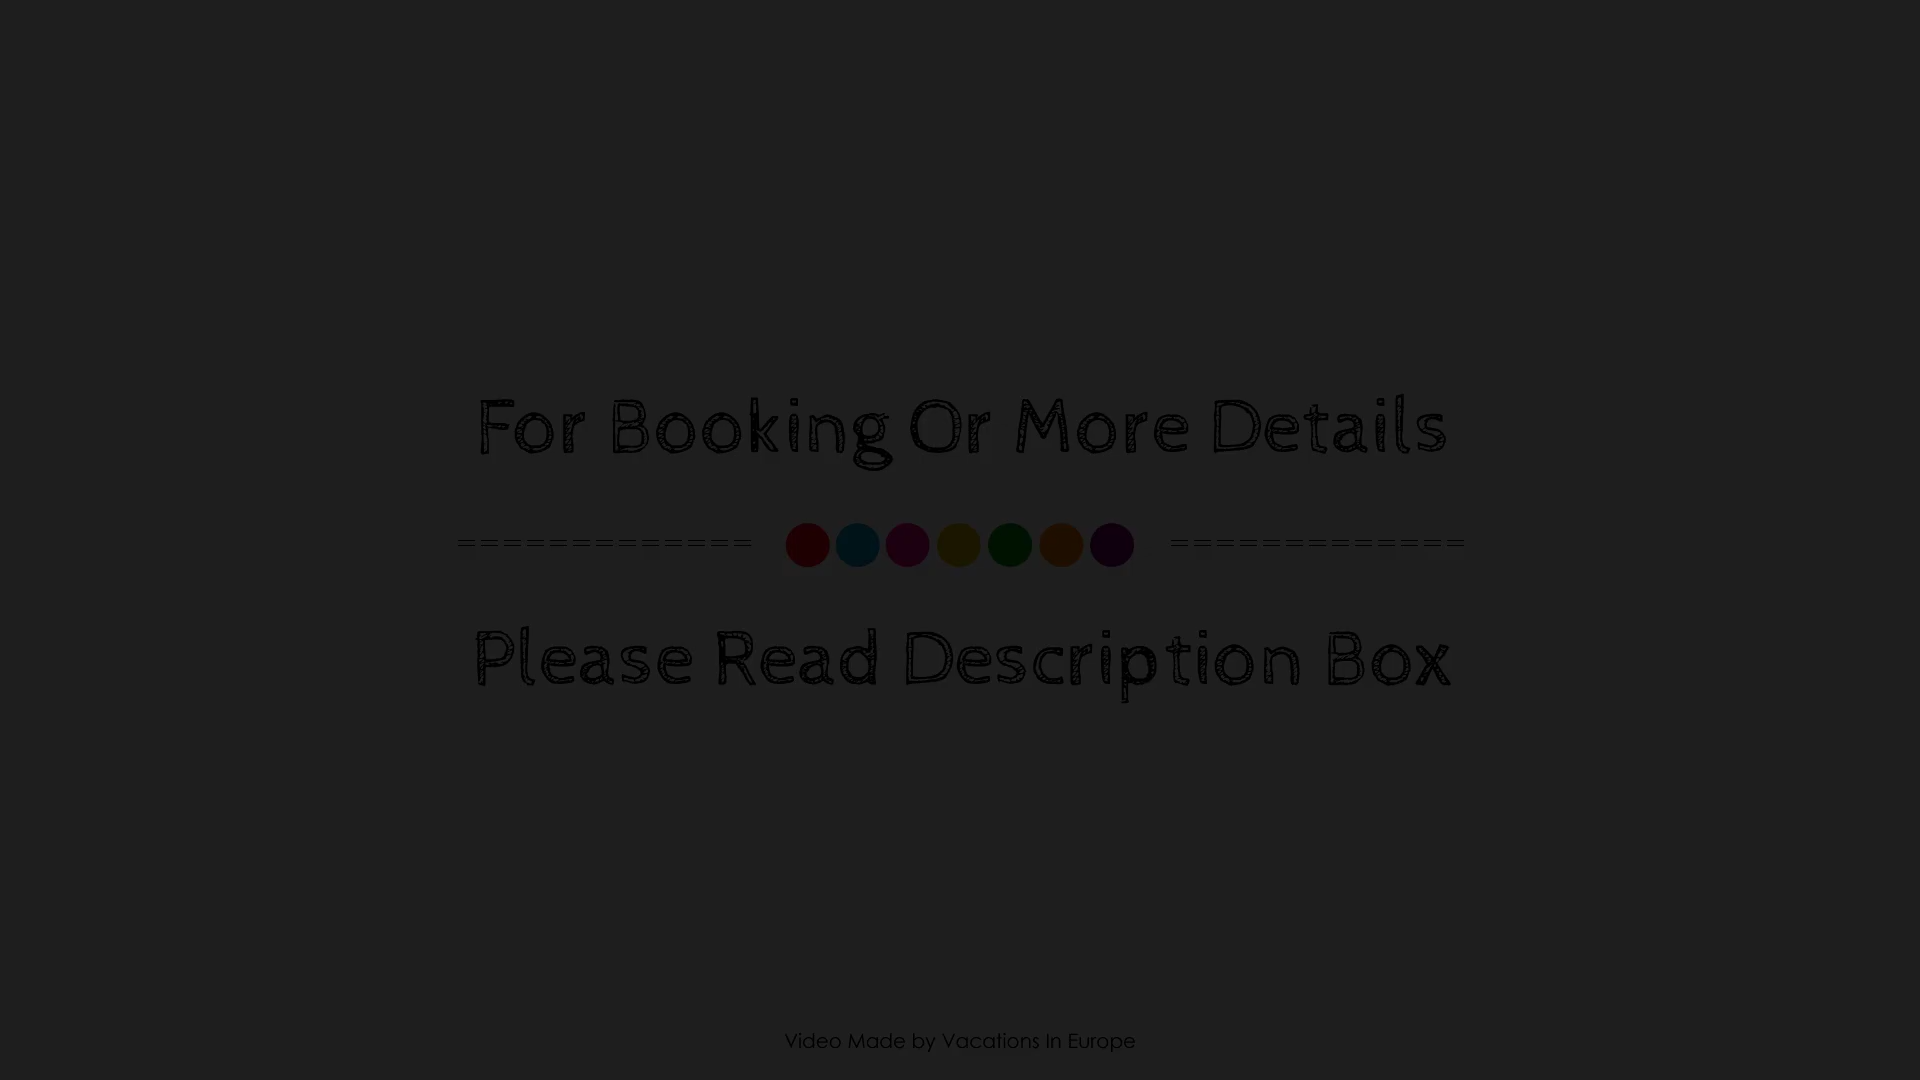 For Booking Or More Details
============= =============
Please Read Description Box
Video Made by Vacations In Europe